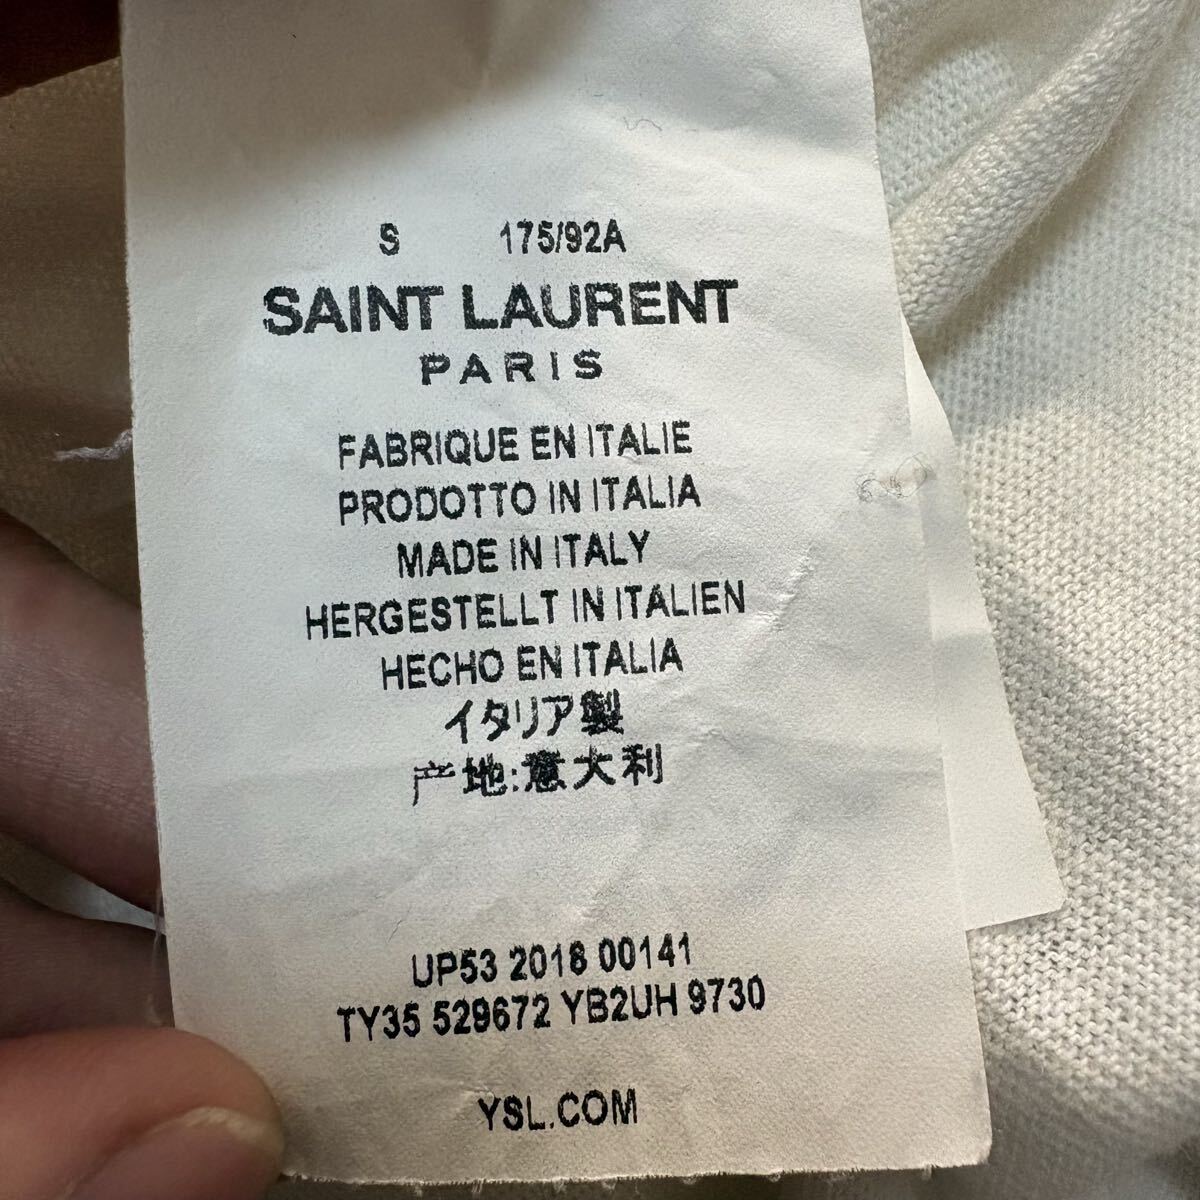 S 175/92A
SAINT LAURENT
PARIS
FABRIQUE EN ITALIE
PRODOTTO IN ITALIA
MADE IN ITALY
HERGESTELLT IN ITALIEN
HECHO EN ITALIA
イタリア製
产地:意大利
UP53 2018 00141
TY35 529672 YB2UH 9730
YSL.COM